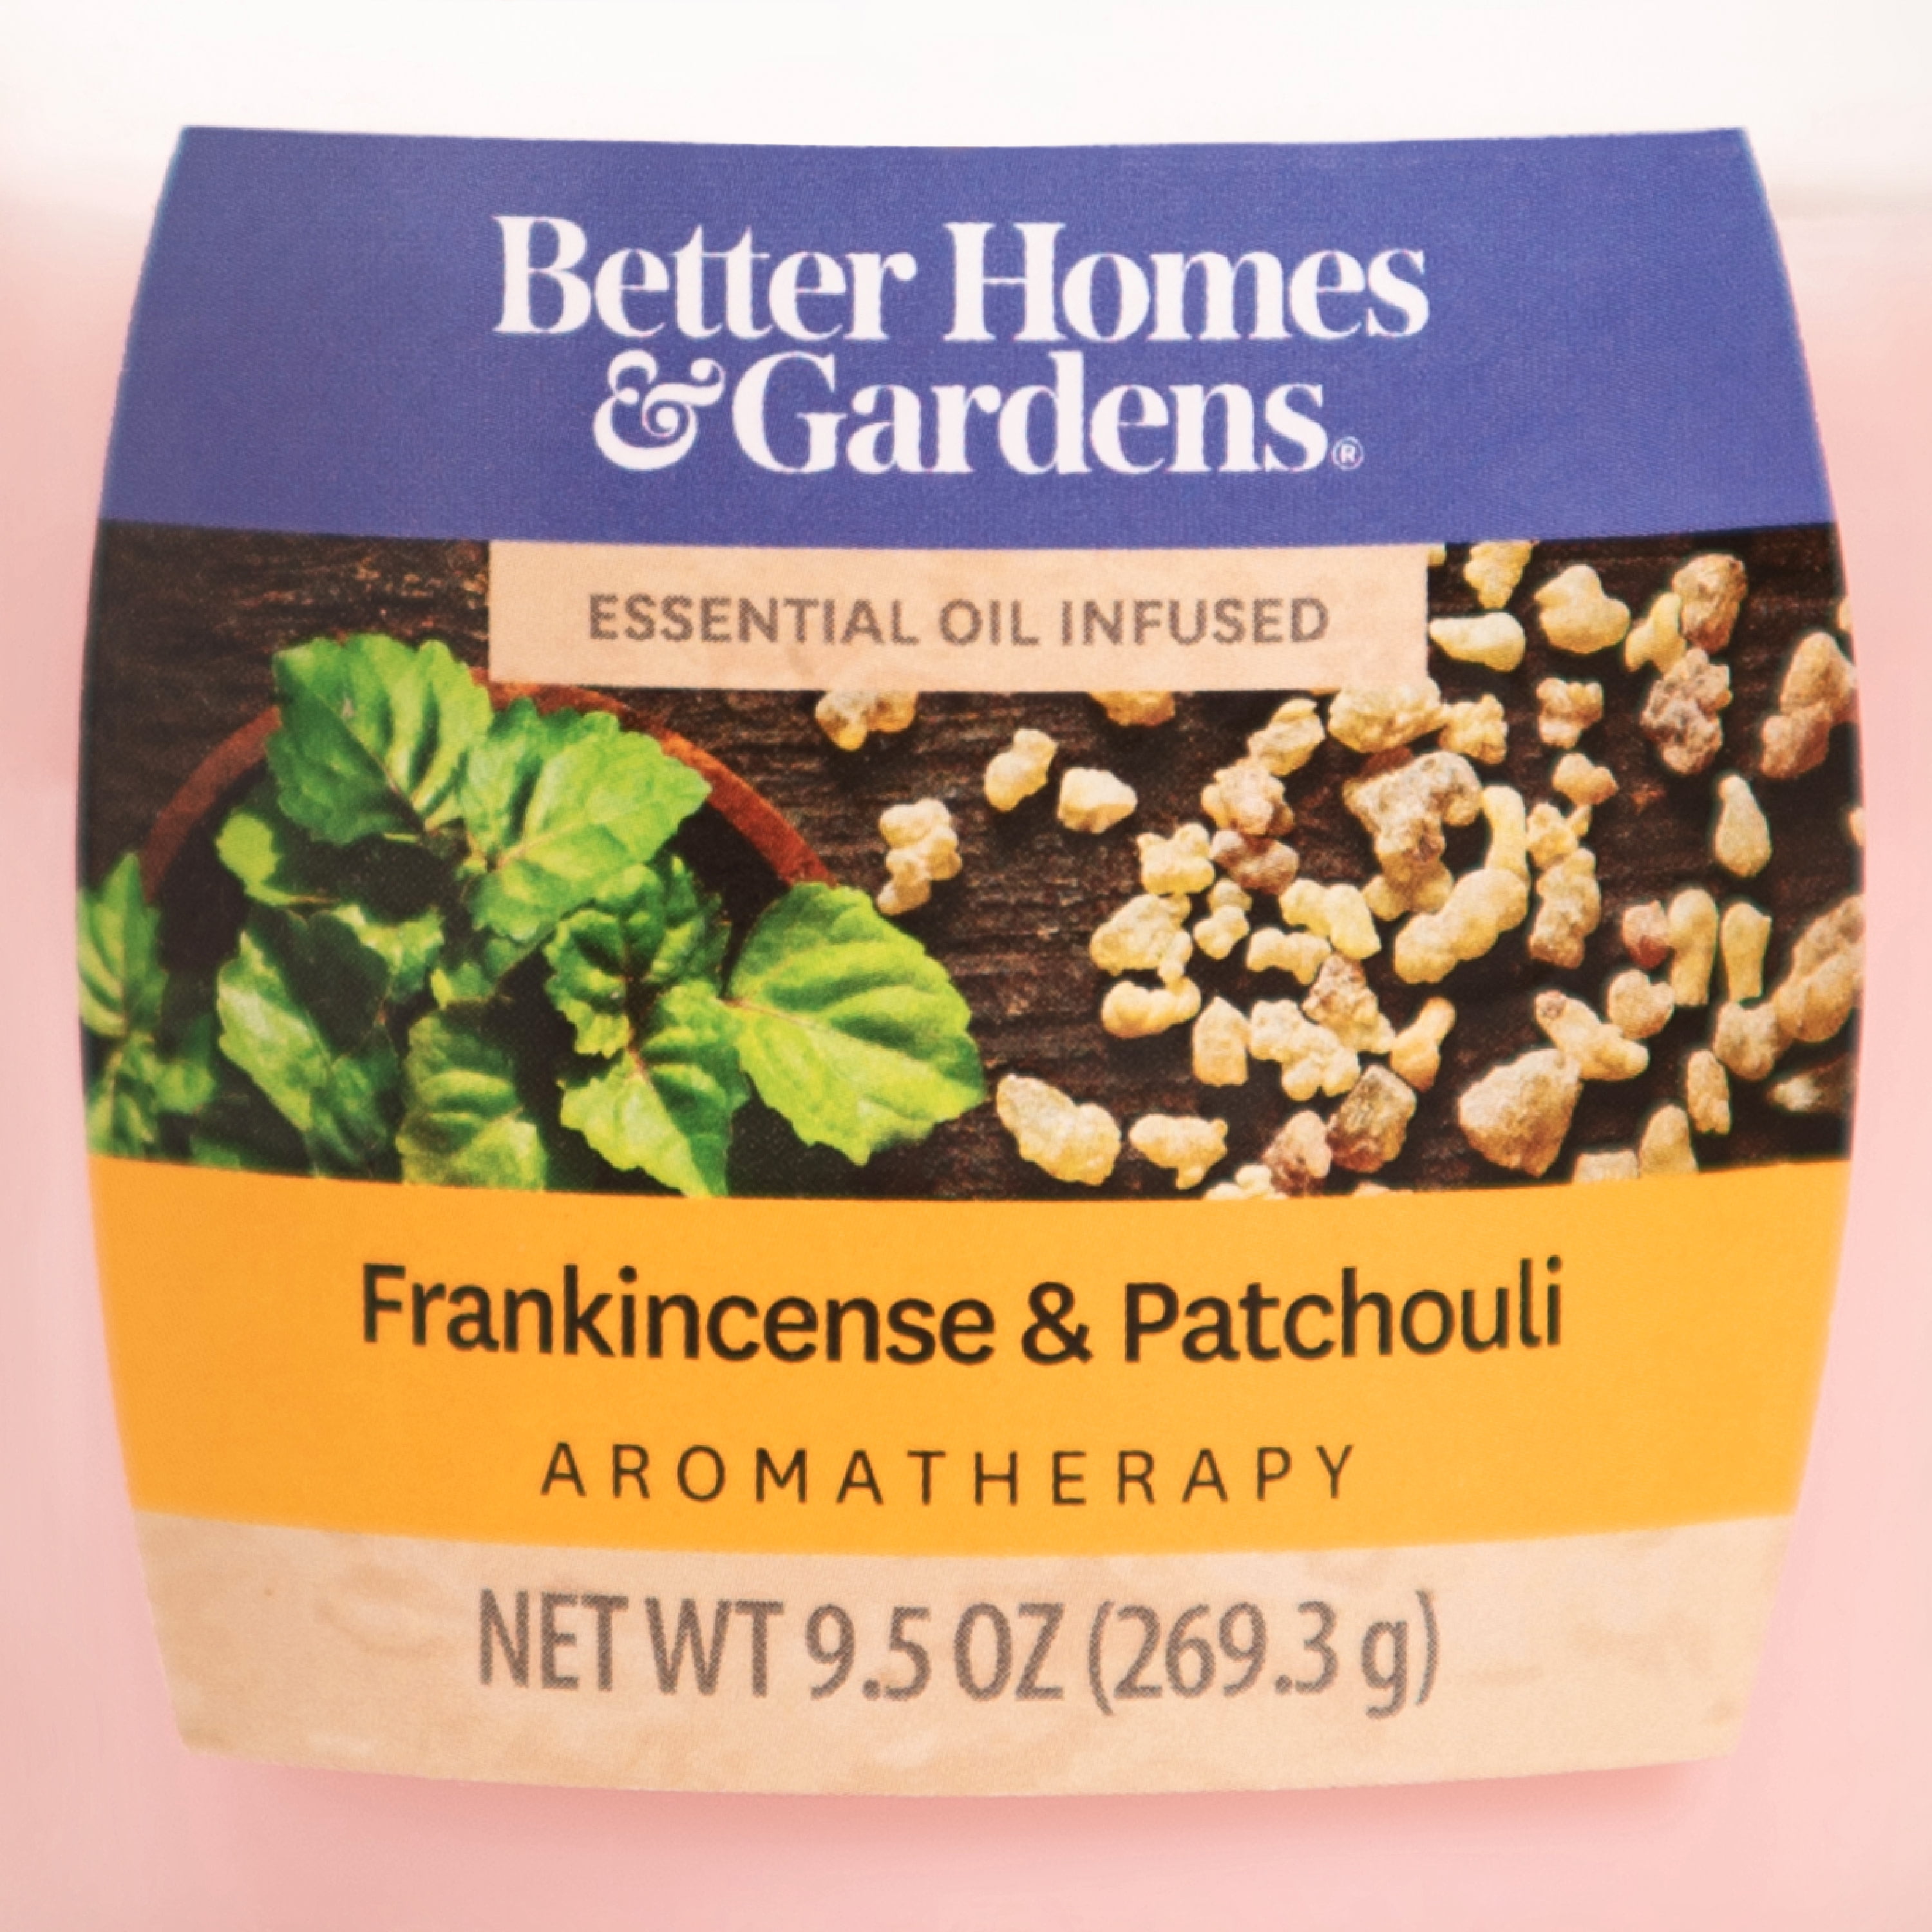 Better Homes
& Gardens®
ESSENTIAL OIL INFUSED
Frankincense & Patchouli
AROMATHERAPY
NET WT 9.5 OZ (269.3 g)